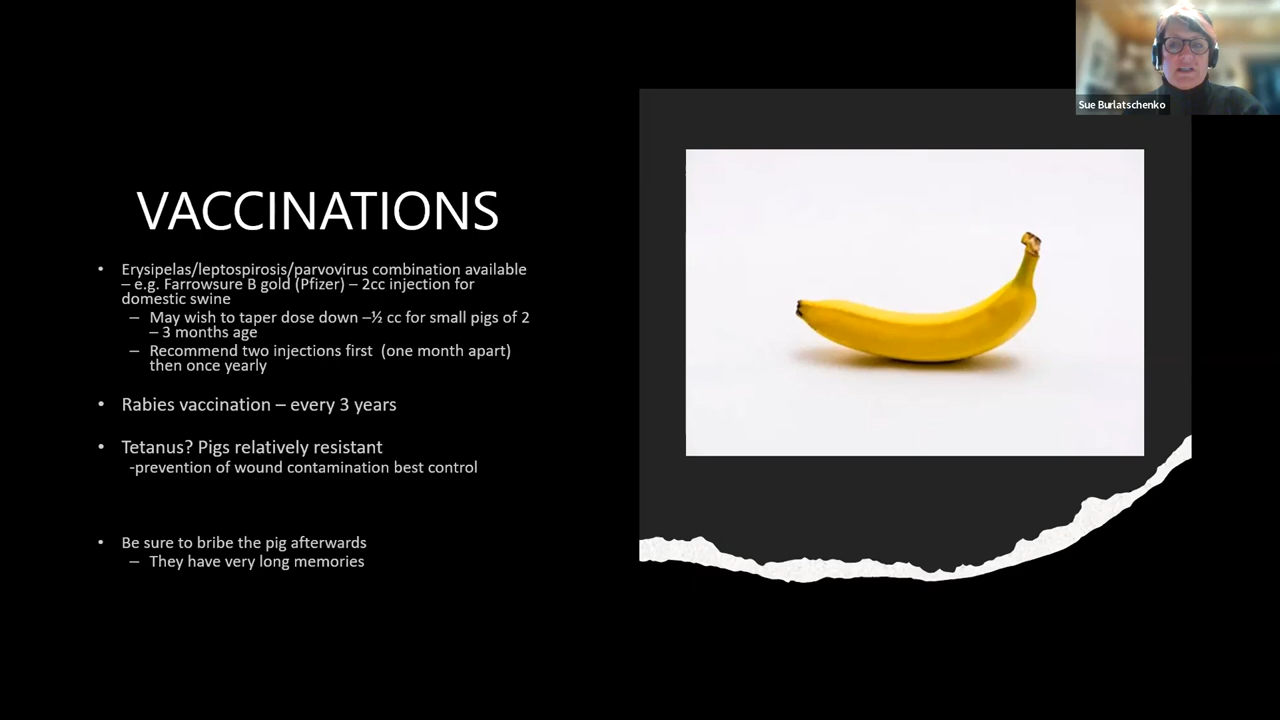 Sue Burlatschenko
VACCINATIONS
• Erysipelas/leptospirosis/parvovirus combination available
– e.g. Farrowsure B gold (Pfizer) – 2cc injection for
domestic swine
– May wish to taper dose down –½ cc for small pigs of 2
– 3 months age
– Recommend two injections first (one month apart)
then once yearly
• Rabies vaccination – every 3 years
• Tetanus? Pigs relatively resistant
-prevention of wound contamination best control
• Be sure to bribe the pig afterwards
– They have very long memories